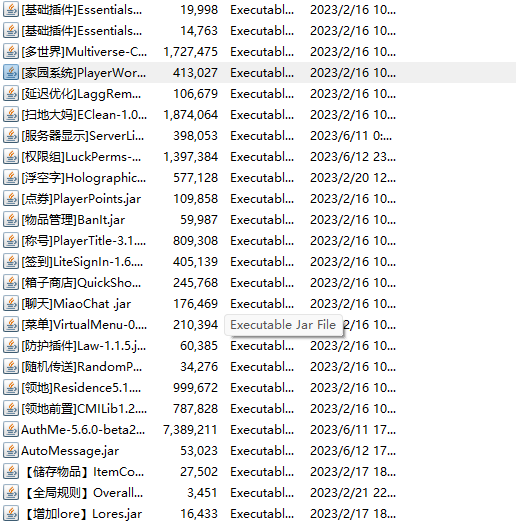 [基础插件]Essentials... 19,998 Executabl... 2023/2/16 10...
[基础插件]Essentials... 14,763 Executabl... 2023/2/16 10...
[多世界]Multiverse-C... 1,727,475 Executabl... 2023/2/16 10...
[家园系统]PlayerWor... 413,027 Executabl... 2023/2/16 10...
[延迟优化]LaggRem... 106,679 Executabl... 2023/2/16 10...
[扫地大妈]EClean-1.0... 1,874,064 Executabl... 2023/2/16 10...
[服务器显示]ServerLi... 398,053 Executabl... 2023/6/11 0:...
[权限组]LuckPerms-... 1,397,384 Executabl... 2023/6/12 23...
[浮空字]Holographic... 577,128 Executabl... 2023/2/20 12...
[点券]PlayerPoints.jar 109,858 Executabl... 2023/2/16 10...
[物品管理]BanIt.jar 59,987 Executabl... 2023/2/16 10...
[称号]PlayerTitle-3.1.... 809,308 Executabl... 2023/2/16 10...
[签到]LiteSignIn-1.6.... 405,139 Executabl... 2023/2/16 10...
[箱子商店]QuickSho... 245,768 Executabl... 2023/2/16 10...
[聊天]MiaoChat .jar 176,469 Executabl... 2023/2/16 10...
[菜单]VirtualMenu-0... 210,394 Executable Jar File /2/16 10...
[防护插件]Law-1.1.5.j... 60,385 Executabl... 2023/2/16 10...
[随机传送]RandomP... 34,276 Executabl... 2023/2/16 10...
[领地]Residence5.1.... 999,672 Executabl... 2023/2/16 10...
[领地前置]CMILib1.2.... 787,828 Executabl... 2023/2/16 10...
AuthMe-5.6.0-beta2... 7,389,211 Executabl... 2023/6/11 17...
AutoMessage.jar 53,023 Executabl... 2023/6/12 17...
【储存物品】ItemCo... 27,502 Executabl... 2023/2/17 18...
【全局规则】Overall... 3,451 Executabl... 2023/2/21 22...
【增加lore】Lores.jar 16,433 Executabl... 2023/2/17 18...